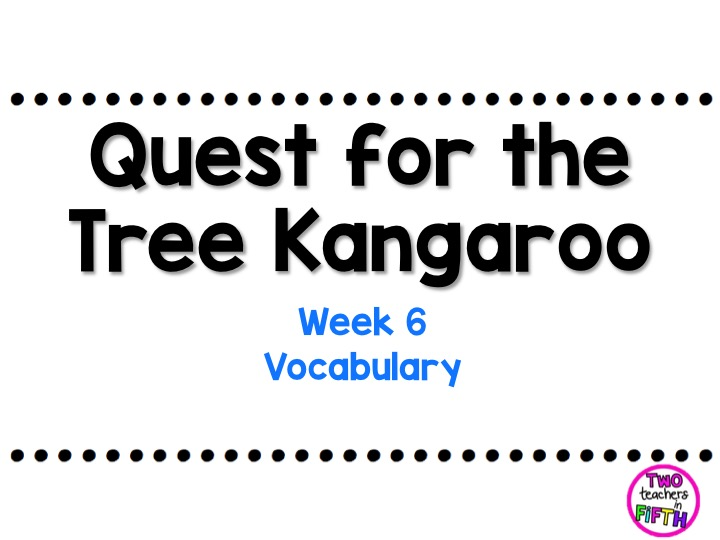 Quest for the
Tree Kangaroo
Week 6
Vocabulary
TWO
teachers
in
FiFTH